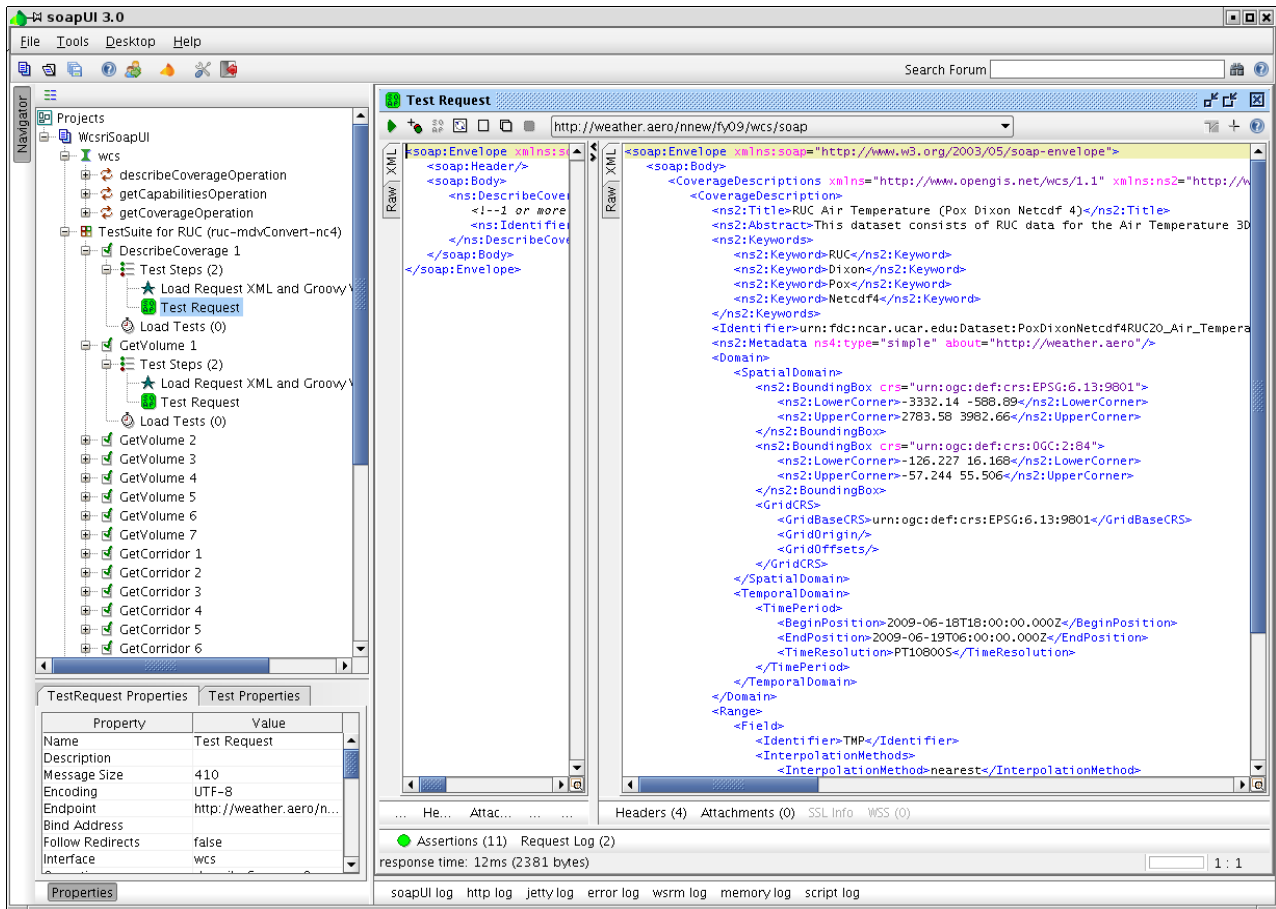 soapUI 3.0
File Tools Desktop Help
Search Forum
Navigator
Projects
WcsriSoapUI
wcs
describeCoverageOperation
getCapabilitiesOperation
getCoverageOperation
TestSuite for RUC (ruc-mdvConvert-nc4)
DescribeCoverage 1
Test Steps (2)
Load Request XML and Groovy
Test Request
Load Tests (0)
GetVolume 1
Test Steps (2)
Load Request XML and Groovy
Test Request
Load Tests (0)
GetVolume 2
GetVolume 3
GetVolume 4
GetVolume 5
GetVolume 6
GetVolume 7
GetCorridor 1
GetCorridor 2
GetCorridor 3
GetCorridor 4
GetCorridor 5
GetCorridor 6
TestRequest Properties Test Properties
Property Value
Name Test Request
Description
Message Size 410
Encoding UTF-8
Endpoint http://weather.aero/n...
Bind Address
Follow Redirects false
Interface wcs
Properties
Test Request
http://weather.aero/nnew/fy09/wcs/soap
XML
Raw
<soap:Envelope xmlns:so
<soap:Header/>
<soap:Body>
<ns:DescribeCover
<!--1 or more
<ns:Identifier
</ns:DescribeCove
</soap:Body>
</soap:Envelope>
... He... Attac... ... ...
XML
Raw
<soap:Envelope xmlns:soap="http://www.w3.org/2003/05/soap-envelope">
<soap:Body>
<CoverageDescriptions xmlns="http://www.opengis.net/wcs/1.1" xmlns:ns2="http://w
<CoverageDescription>
<ns2:Title>RUC Air Temperature (Pox Dixon Netcdf 4)</ns2:Title>
<ns2:Abstract>This dataset consists of RUC data for the Air Temperature 3D
<ns2:Keywords>
<ns2:Keyword>RUC</ns2:Keyword>
<ns2:Keyword>Dixon</ns2:Keyword>
<ns2:Keyword>Pox</ns2:Keyword>
<ns2:Keyword>Netcdf4</ns2:Keyword>
</ns2:Keywords>
<Identifier>urn:fdc:ncar.ucar.edu:Dataset:PoxDixonNetcdf4RUC20_Air_Tempera
<ns2:Metadata ns4:type="simple" about="http://weather.aero"/>
<Domain>
<SpatialDomain>
<ns2:BoundingBox crs="urn:ogc:def:crs:EPSG:6.13:9801">
<ns2:LowerCorner>-3332.14 -588.89</ns2:LowerCorner>
<ns2:UpperCorner>2783.58 3982.66</ns2:UpperCorner>
</ns2:BoundingBox>
<ns2:BoundingBox crs="urn:ogc:def:crs:OGC:2:84">
<ns2:LowerCorner>-126.227 16.168</ns2:LowerCorner>
<ns2:UpperCorner>-57.244 55.506</ns2:UpperCorner>
</ns2:BoundingBox>
<GridCRS>
<GridBaseCRS>urn:ogc:def:crs:EPSG:6.13:9801</GridBaseCRS>
<GridOrigin/>
<GridOffsets/>
</GridCRS>
</SpatialDomain>
<TemporalDomain>
<TimePeriod>
<BeginPosition>2009-06-18T18:00:00.000Z</BeginPosition>
<EndPosition>2009-06-19T06:00:00.000Z</EndPosition>
<TimeResolution>PT10800S</TimeResolution>
</TimePeriod>
</TemporalDomain>
</Domain>
<Range>
<Field>
<Identifier>TMP</Identifier>
<InterpolationMethods>
<InterpolationMethod>nearest</InterpolationMethod>
Headers (4) Attachments (0) SSL Info WSS (0)
Assertions (11) Request Log (2)
response time: 12ms (2381 bytes)
1 : 1
soapUI log http log jetty log error log wsrm log memory log script log